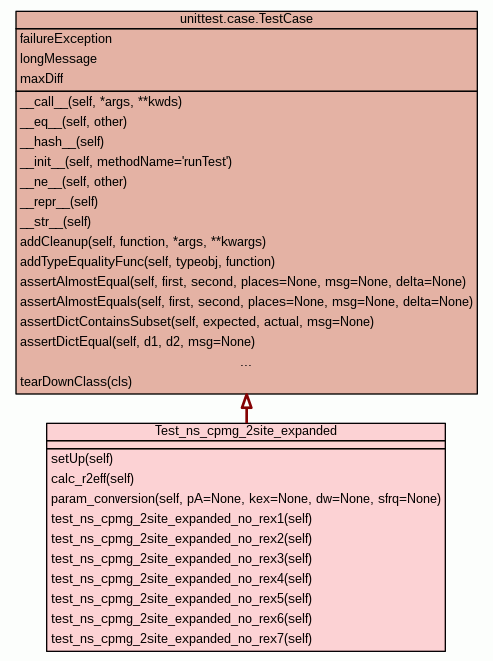 unittest.case.TestCase
failureException
longMessage
maxDiff
__call__(self, *args, **kwds)
__eq__(self, other)
__hash__(self)
__init__(self, methodName='runTest')
__ne__(self, other)
__repr__(self)
__str__(self)
addCleanup(self, function, *args, **kwargs)
addTypeEqualityFunc(self, typeobj, function)
assertAlmostEqual(self, first, second, places=None, msg=None, delta=None)
assertAlmostEquals(self, first, second, places=None, msg=None, delta=None)
assertDictContainsSubset(self, expected, actual, msg=None)
assertDictEqual(self, d1, d2, msg=None)
...
tearDownClass(cls)
Test_ns_cpmg_2site_expanded
setUp(self)
calc_r2eff(self)
param_conversion(self, pA=None, kex=None, dw=None, sfrq=None)
test_ns_cpmg_2site_expanded_no_rex1(self)
test_ns_cpmg_2site_expanded_no_rex2(self)
test_ns_cpmg_2site_expanded_no_rex3(self)
test_ns_cpmg_2site_expanded_no_rex4(self)
test_ns_cpmg_2site_expanded_no_rex5(self)
test_ns_cpmg_2site_expanded_no_rex6(self)
test_ns_cpmg_2site_expanded_no_rex7(self)